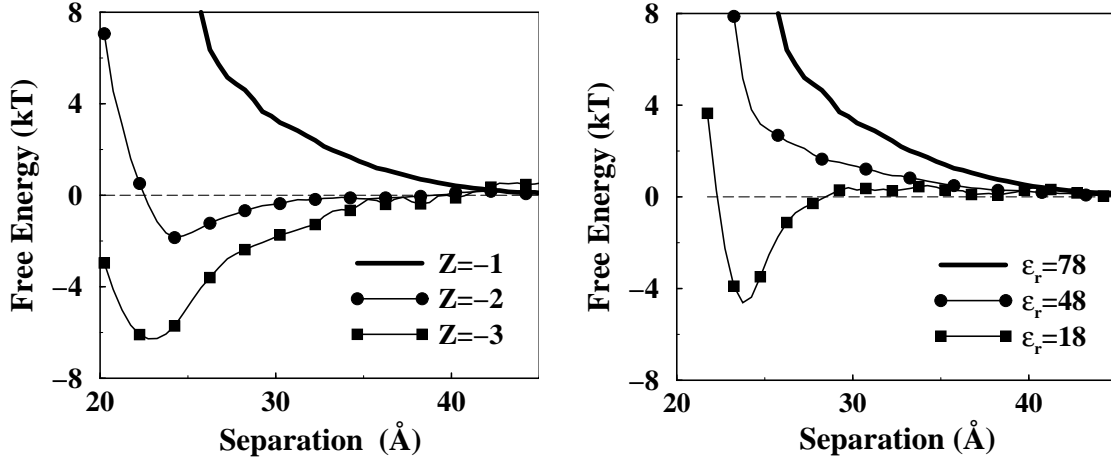 8
4
0
−4
−8
20
30
40
Free Energy (kT)
Separation (Å)
Z=−1
Z=−2
Z=−3
8
4
0
−4
−8
20
30
40
Free Energy (kT)
Separation (Å)
εr=78
εr=48
εr=18